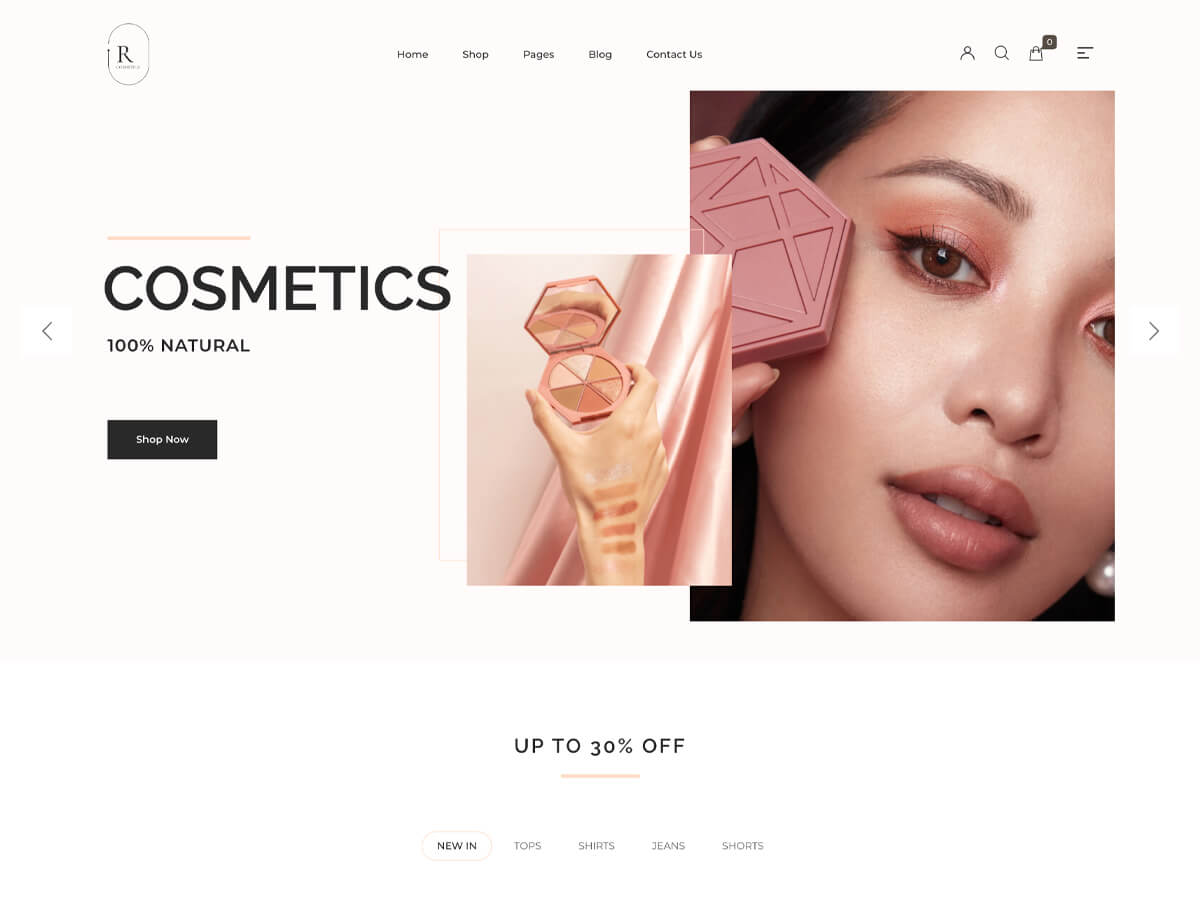 R
COSMETICS
Home Shop Pages Blog Contact Us
0
COSMETICS
100% NATURAL
Shop Now
UP TO 30% OFF
NEW IN TOPS SHIRTS JEANS SHORTS